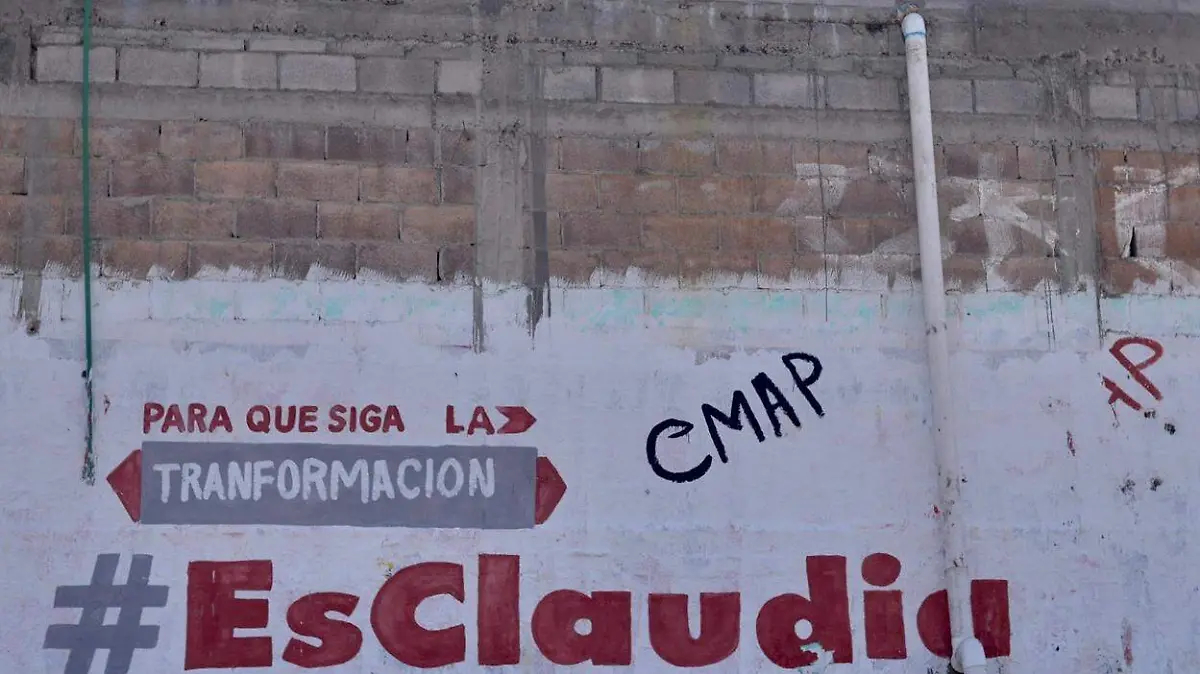 PARA QUE SIGA LA
TRANFORMACION
CMAP
#EsClaudia